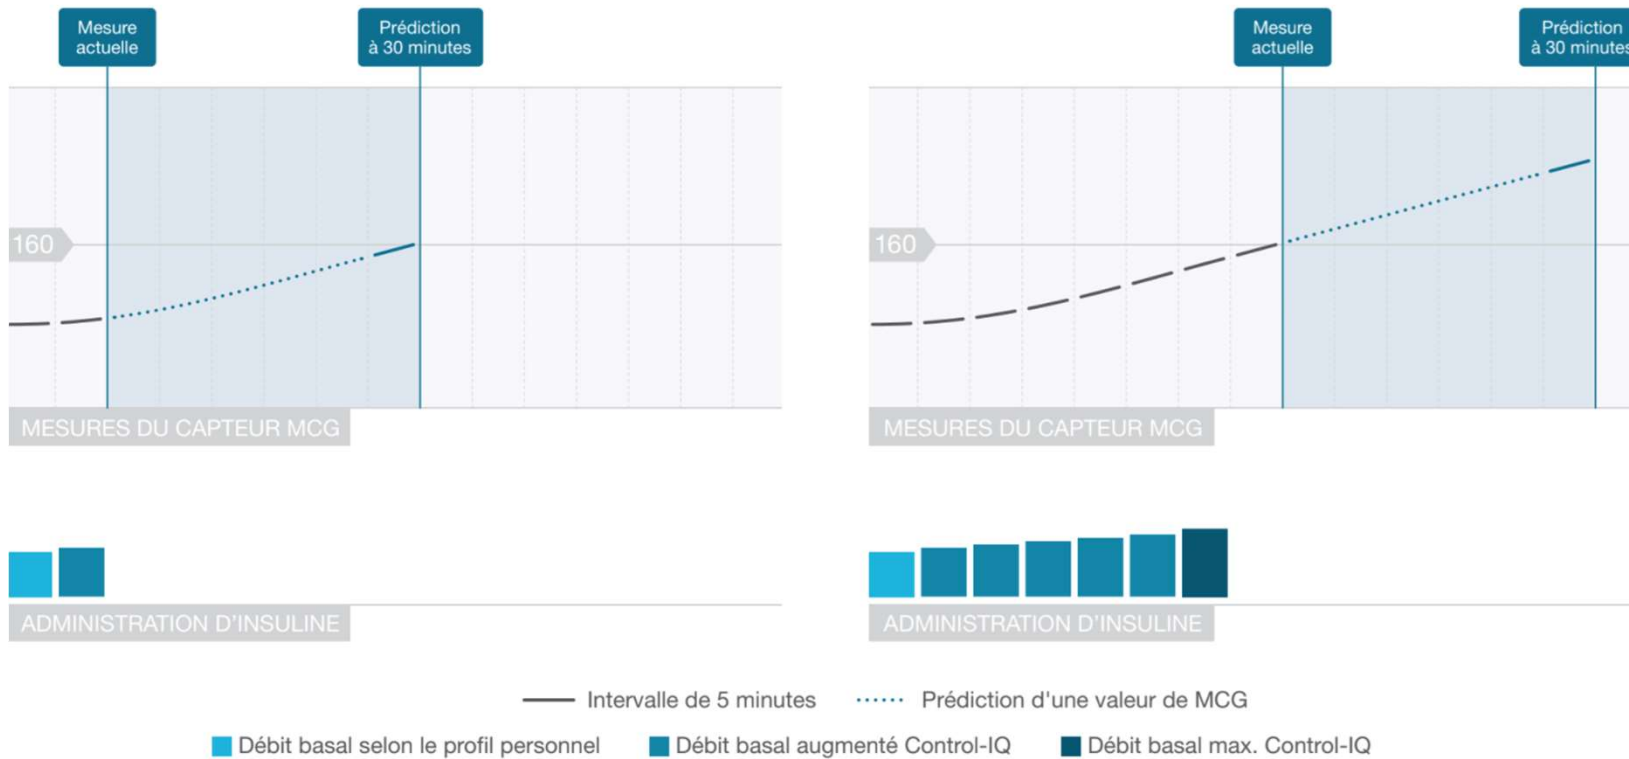 Mesure
actuelle
Prédiction
à 30 minutes
Mesure
actuelle
Prédiction
à 30 minutes
160
160
MESURES DU CAPTEUR MCG
MESURES DU CAPTEUR MCG
ADMINISTRATION D'INSULINE
ADMINISTRATION D'INSULINE
Intervalle de 5 minutes
Prédiction d'une valeur de MCG
Débit basal selon le profil personnel
Débit basal augmenté Control-IQ
Débit basal max. Control-IQ